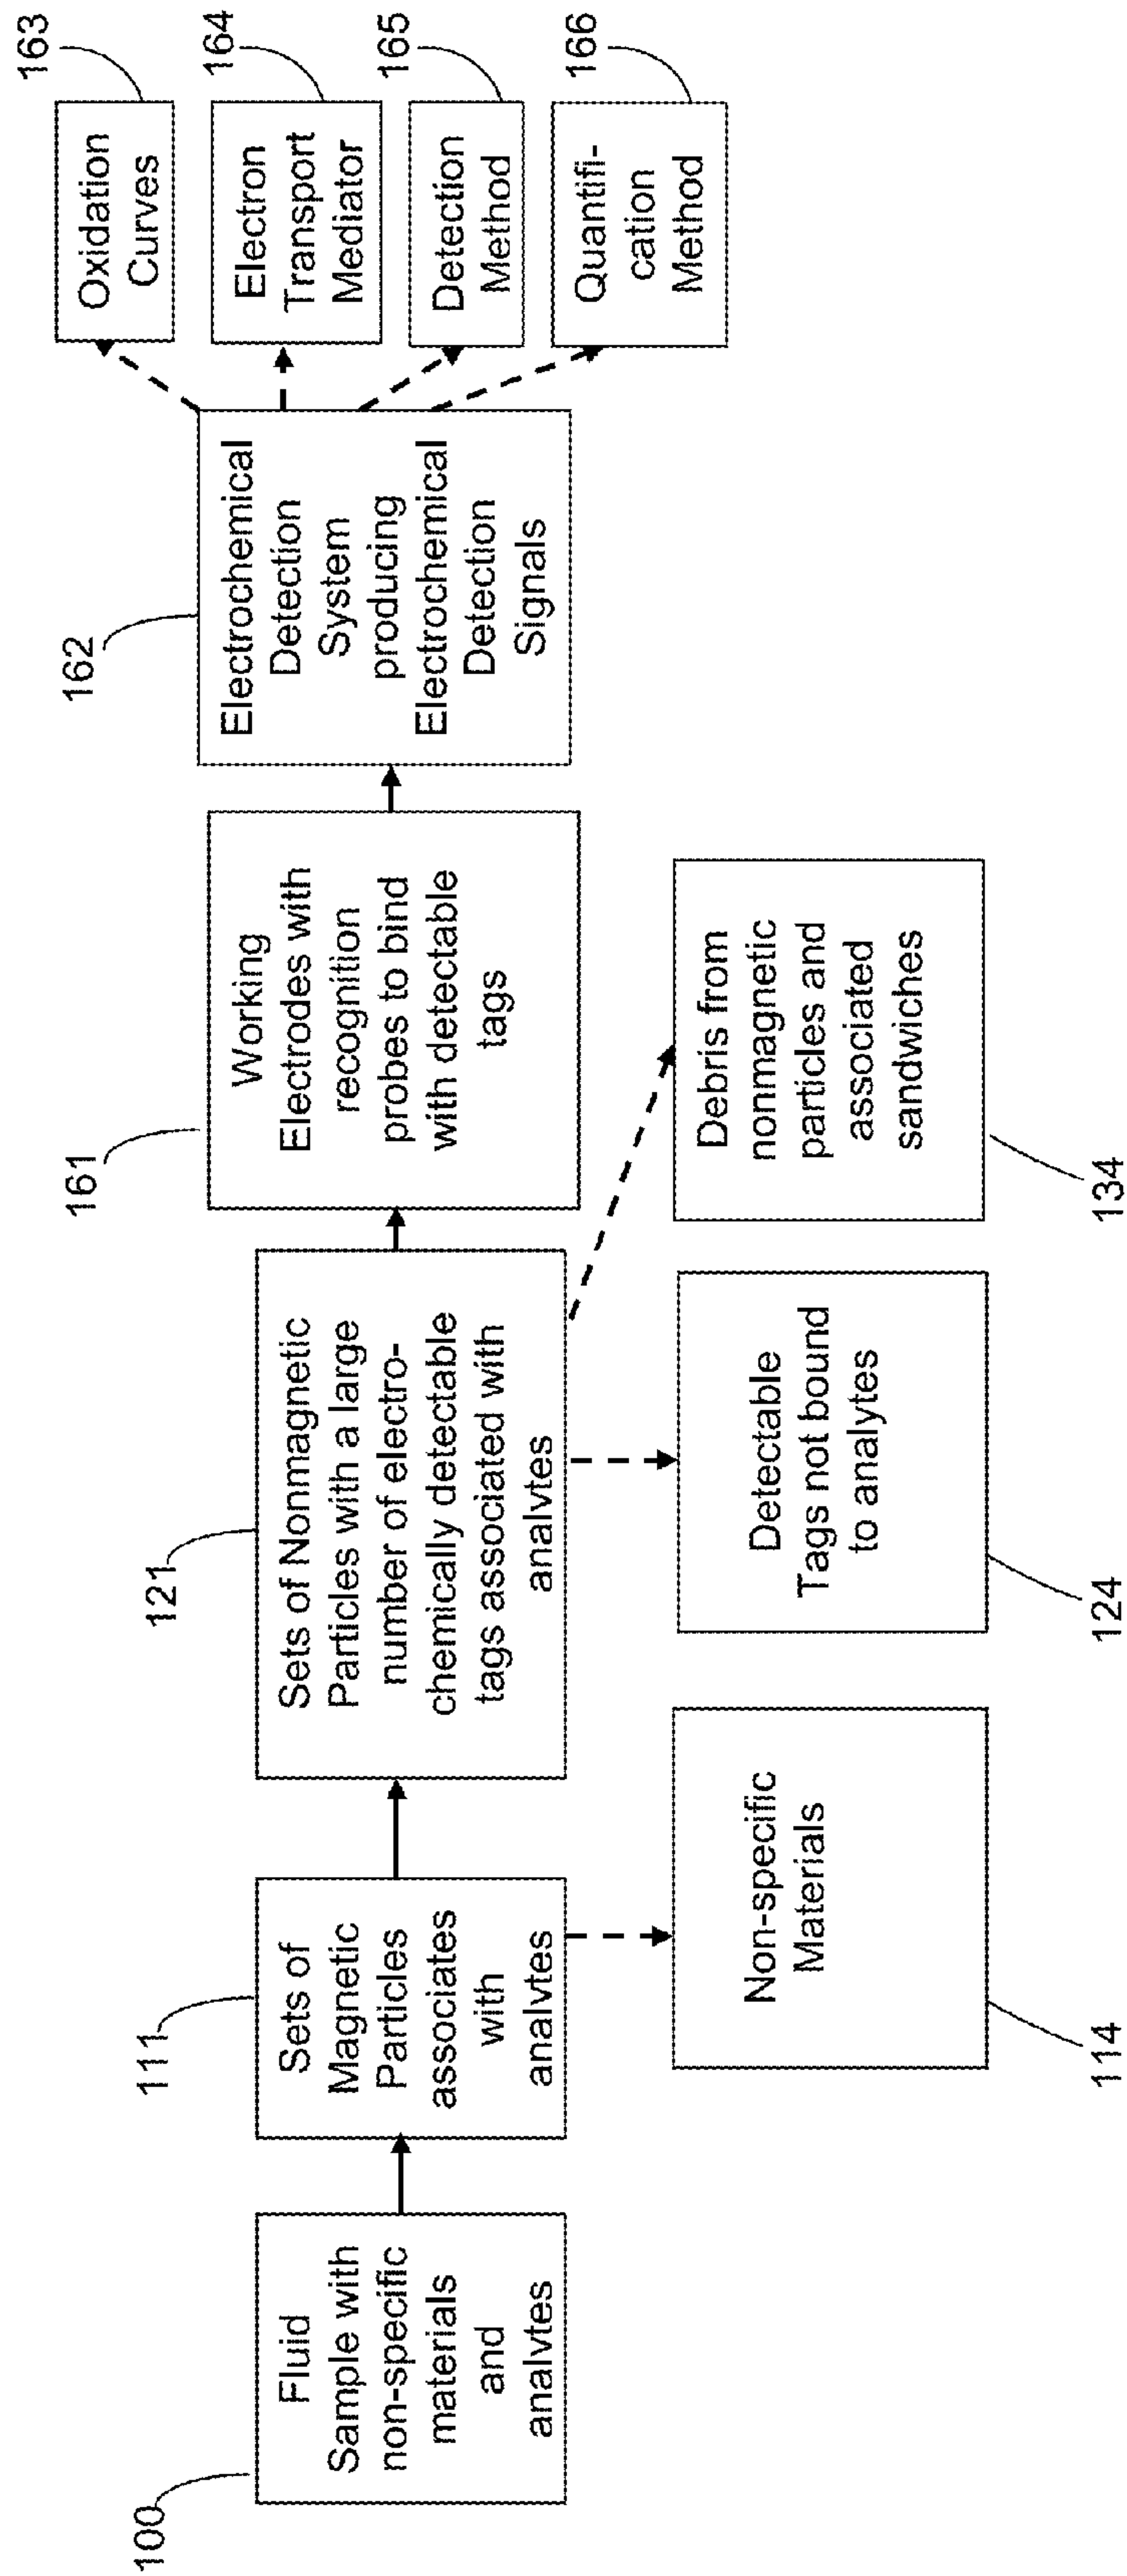 100
Fluid
Sample with
non-specific
materials
and
analytes
111
Sets of
Magnetic
Particles
associates
with
analytes
114
Non-specific
Materials
121
Sets of Nonmagnetic
Particles with a large
number of electro-
chemically detectable
tags associated with
analytes
124
Detectable
Tags not bound
to analytes
134
Debris from
nonmagnetic
particles and
associated
sandwiches
161
Working
Electrodes with
recognition
probes to bind
with detectable
tags
162
Electrochemical
Detection
System
producing
Electrochemical
Detection
Signals
163
Oxidation
Curves
164
Electron
Transport
Mediator
165
Detection
Method
166
Quantifi-
cation
Method